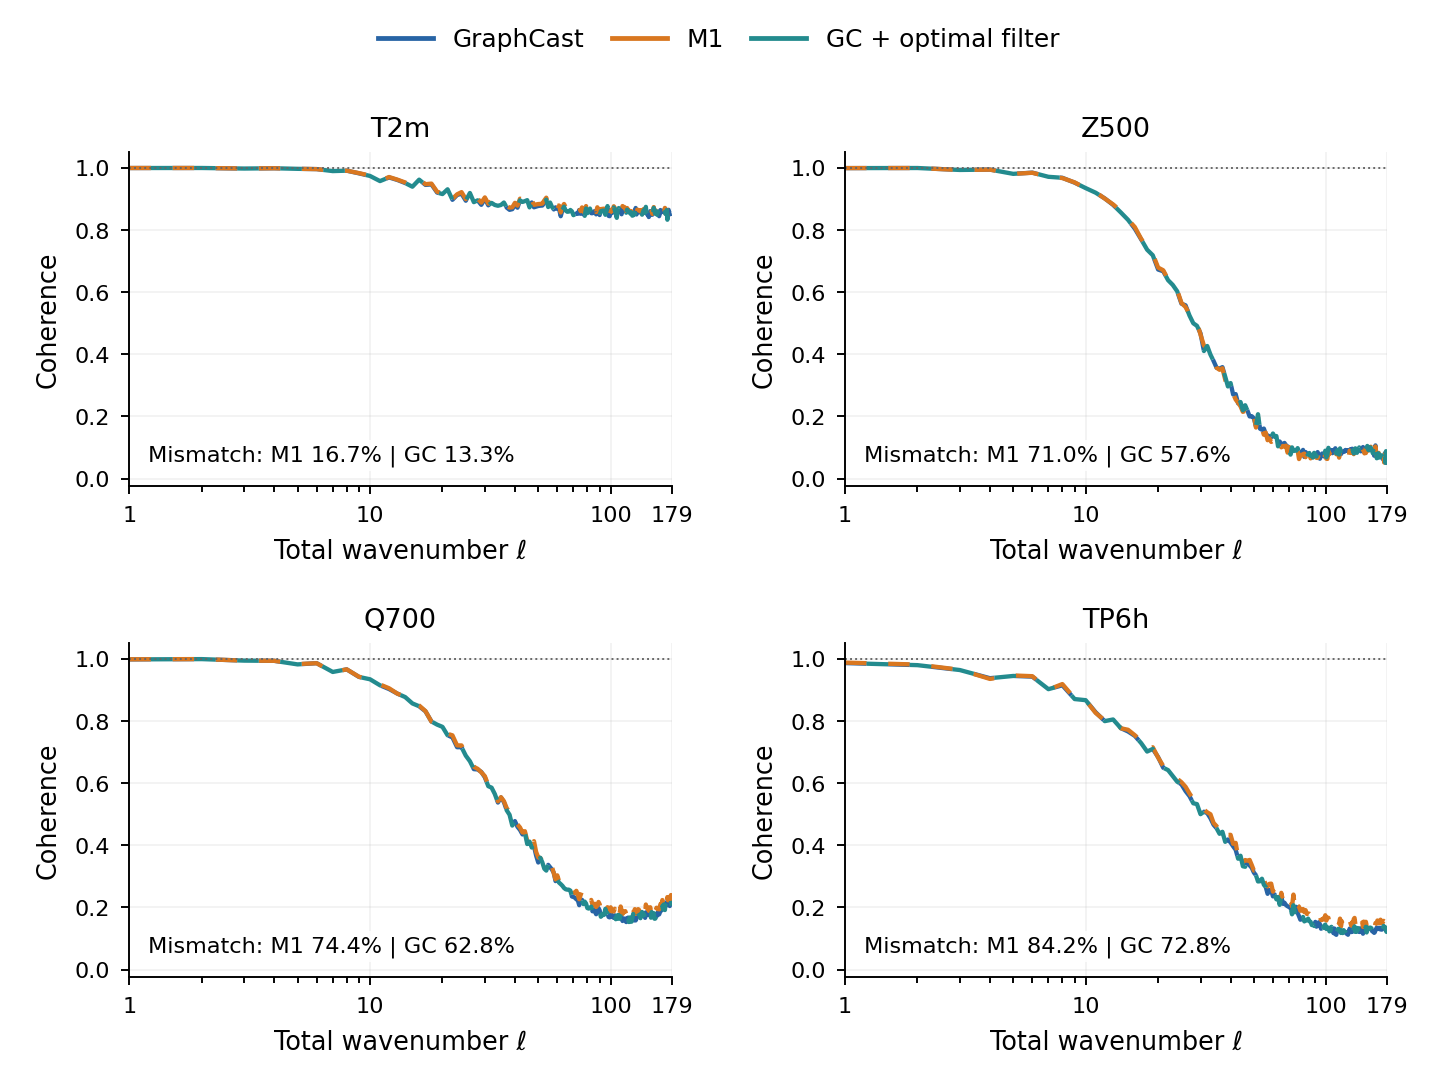 GraphCast M1 GC + optimal filter
T2m
Coherence
1.0
0.8
0.6
0.4
0.2
0.0
Mismatch: M1 16.7% | GC 13.3%
1 10 100 179
Total wavenumber ℓ
Z500
Coherence
1.0
0.8
0.6
0.4
0.2
0.0
Mismatch: M1 71.0% | GC 57.6%
1 10 100 179
Total wavenumber ℓ
Q700
Coherence
1.0
0.8
0.6
0.4
0.2
0.0
Mismatch: M1 74.4% | GC 62.8%
1 10 100 179
Total wavenumber ℓ
TP6h
Coherence
1.0
0.8
0.6
0.4
0.2
0.0
Mismatch: M1 84.2% | GC 72.8%
1 10 100 179
Total wavenumber ℓ